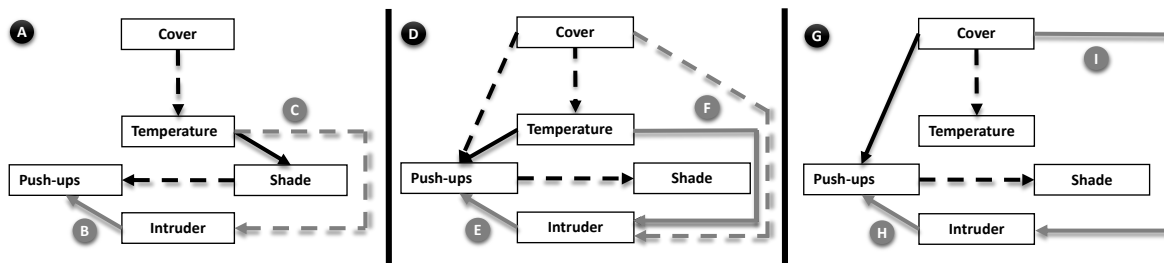 A
Cover
C
Temperature
Push-ups
Shade
B
Intruder
D
Cover
F
Temperature
Push-ups
Shade
E
Intruder
G
Cover
I
Temperature
Push-ups
Shade
H
Intruder